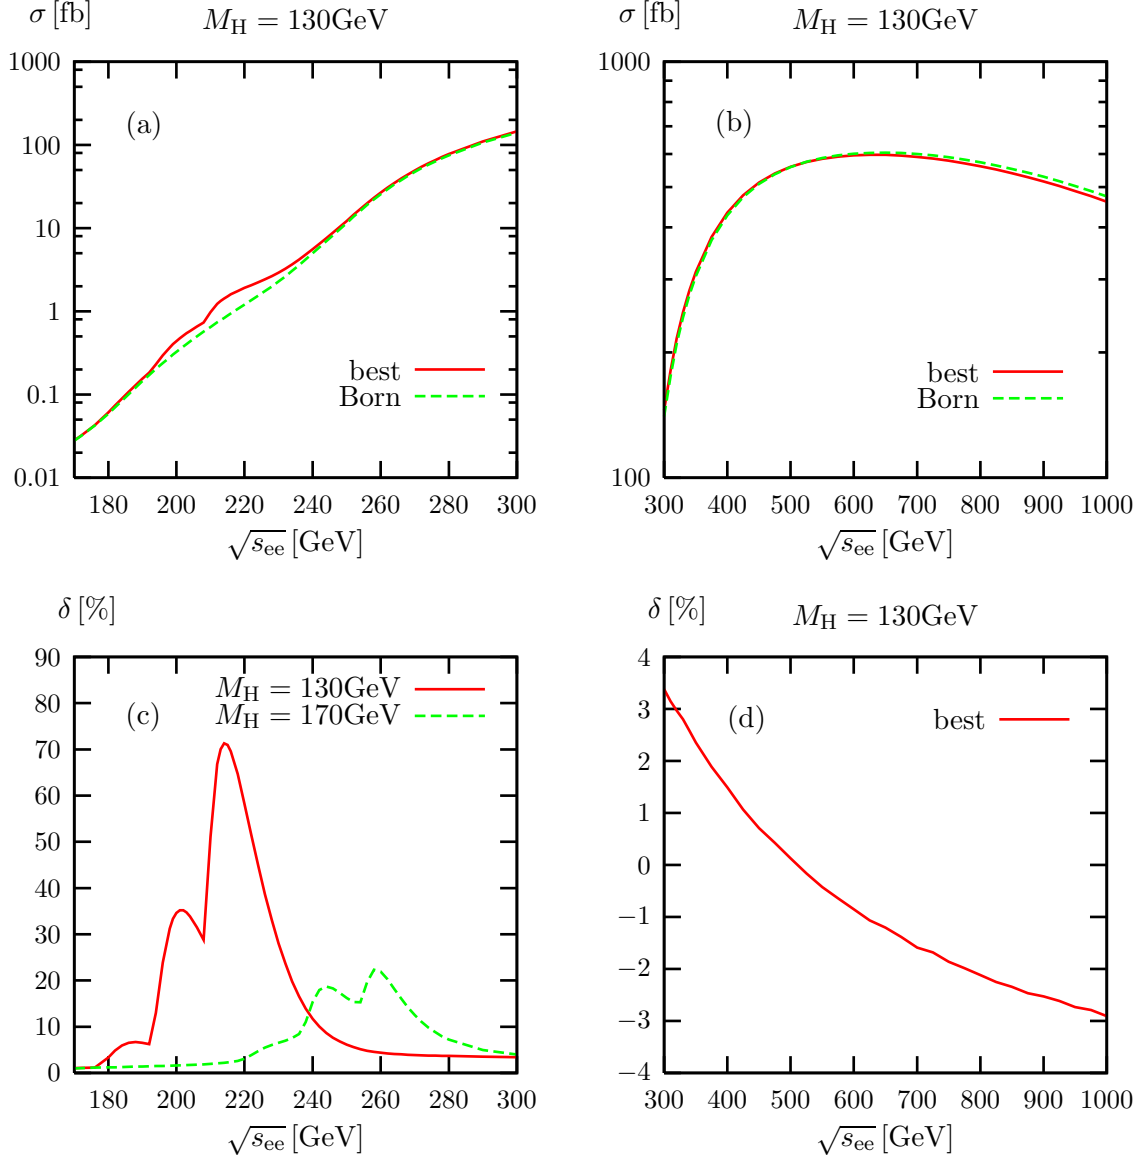 σ [fb]
M_H = 130GeV
1000
100
10
1
0.1
0.01
(a)
best
Born
180 200 220 240 260 280 300
√s_ee [GeV]
σ [fb]
M_H = 130GeV
1000
100
(b)
best
Born
300 400 500 600 700 800 900 1000
√s_ee [GeV]
δ [%]
90
80
70
60
50
40
30
20
10
0
M_H = 130GeV
(c) M_H = 170GeV
180 200 220 240 260 280 300
√s_ee [GeV]
δ [%]
M_H = 130GeV
4
3
2
1
0
−1
−2
−3
−4
(d)
best
300 400 500 600 700 800 900 1000
√s_ee [GeV]